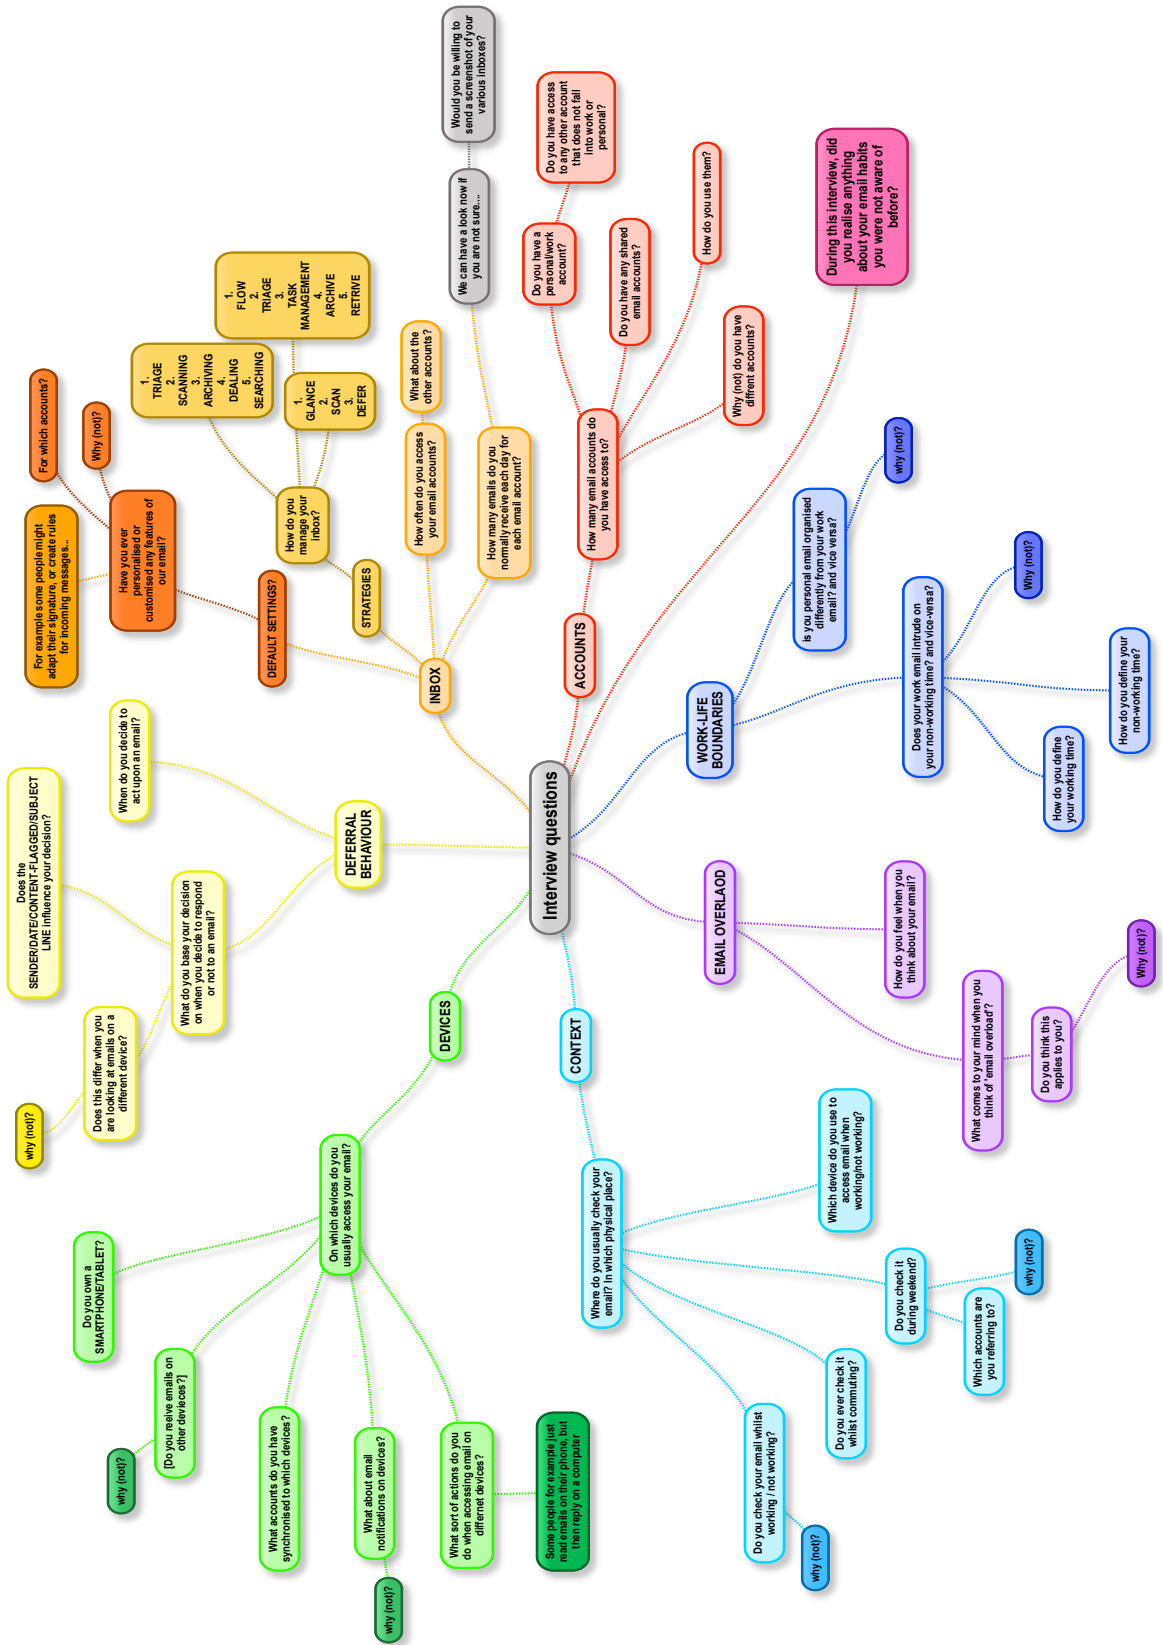 Interview questions
INBOX
DEFAULT SETTINGS?
Have you ever
personalised or
customised any features of
our email?
For example some people might
adapt their signature, or create rules
for incoming messages...
For which accounts?
Why (not)?
STRATEGIES
How do you
manage your
inbox?
1.
TRIAGE
2.
SCANNING
3.
ARCHIVING
4.
DEALING
5.
SEARCHING
1.
FLOW
2.
TRIAGE
3.
TASK
MANAGEMENT
4.
ARCHIVE
5.
RETRIVE
1.
GLANCE
2.
SCAN
3.
DEFER
How often do you access
your email accounts?
What about the
other accounts?
How many emails do you
normally receive each day for
each email account?
We can have a look now if
you are not sure....
Would you be willing to
send a screenshot of your
various inboxes?
ACCOUNTS
How many email accounts do
you have access to?
Do you have a
personal/work
account?
Do you have access
to any other account
that does not fall
into work or
personal?
Do you have any shared
email accounts?
How do you use them?
Why (not) do you have
diffrent accounts?
During this interview, did
you realise anything
about your email habits
you were not aware of
before?
WORK-LIFE
BOUNDARIES
is you personal email organised
differently from your work
email? and vice versa?
why (not)?
Does your work email intrude on
your non-working time? and vice-versa?
Why (not)?
How do you define your
non-working time?
How do you define
your working time?
EMAIL OVERLAOD
How do you feel when you
think about your email?
What comes to your mind when you
think of 'email overload'?
Do you think this
applies to you?
Why (not)?
CONTEXT
Where do you usually check your
email? In which physical place?
Which device do you use to
access email when
working/not working?
Do you check it
during weekend?
why (not)?
Which accounts are
you referring to?
Do you ever check it
whilst commuting?
Do you check your email whilst
working / not working?
why (not)?
DEVICES
On which devices do you
usually access your email?
Do you own a
SMARTPHONE/TABLET?
[Do you reeive emails on
other devieces?]
why (not)?
What accounts do you have
synchronised to which devices?
What about email
notifications on devices?
why (not)?
What sort of actions do you
do when accessing email on
differnet devices?
Some people for example just
read emails on their phone, but
then reply on a computer
DEFERRAL
BEHAVIOUR
When do you decide to
act upon an email?
What do you base your decision
on when you decide to respond
or not to an email?
Does the
SENDER/DATE/CONTENT-FLAGGED/SUBJECT
LINE influence your decision?
Does this differ when you
are looking at emails on a
different device?
why (not)?